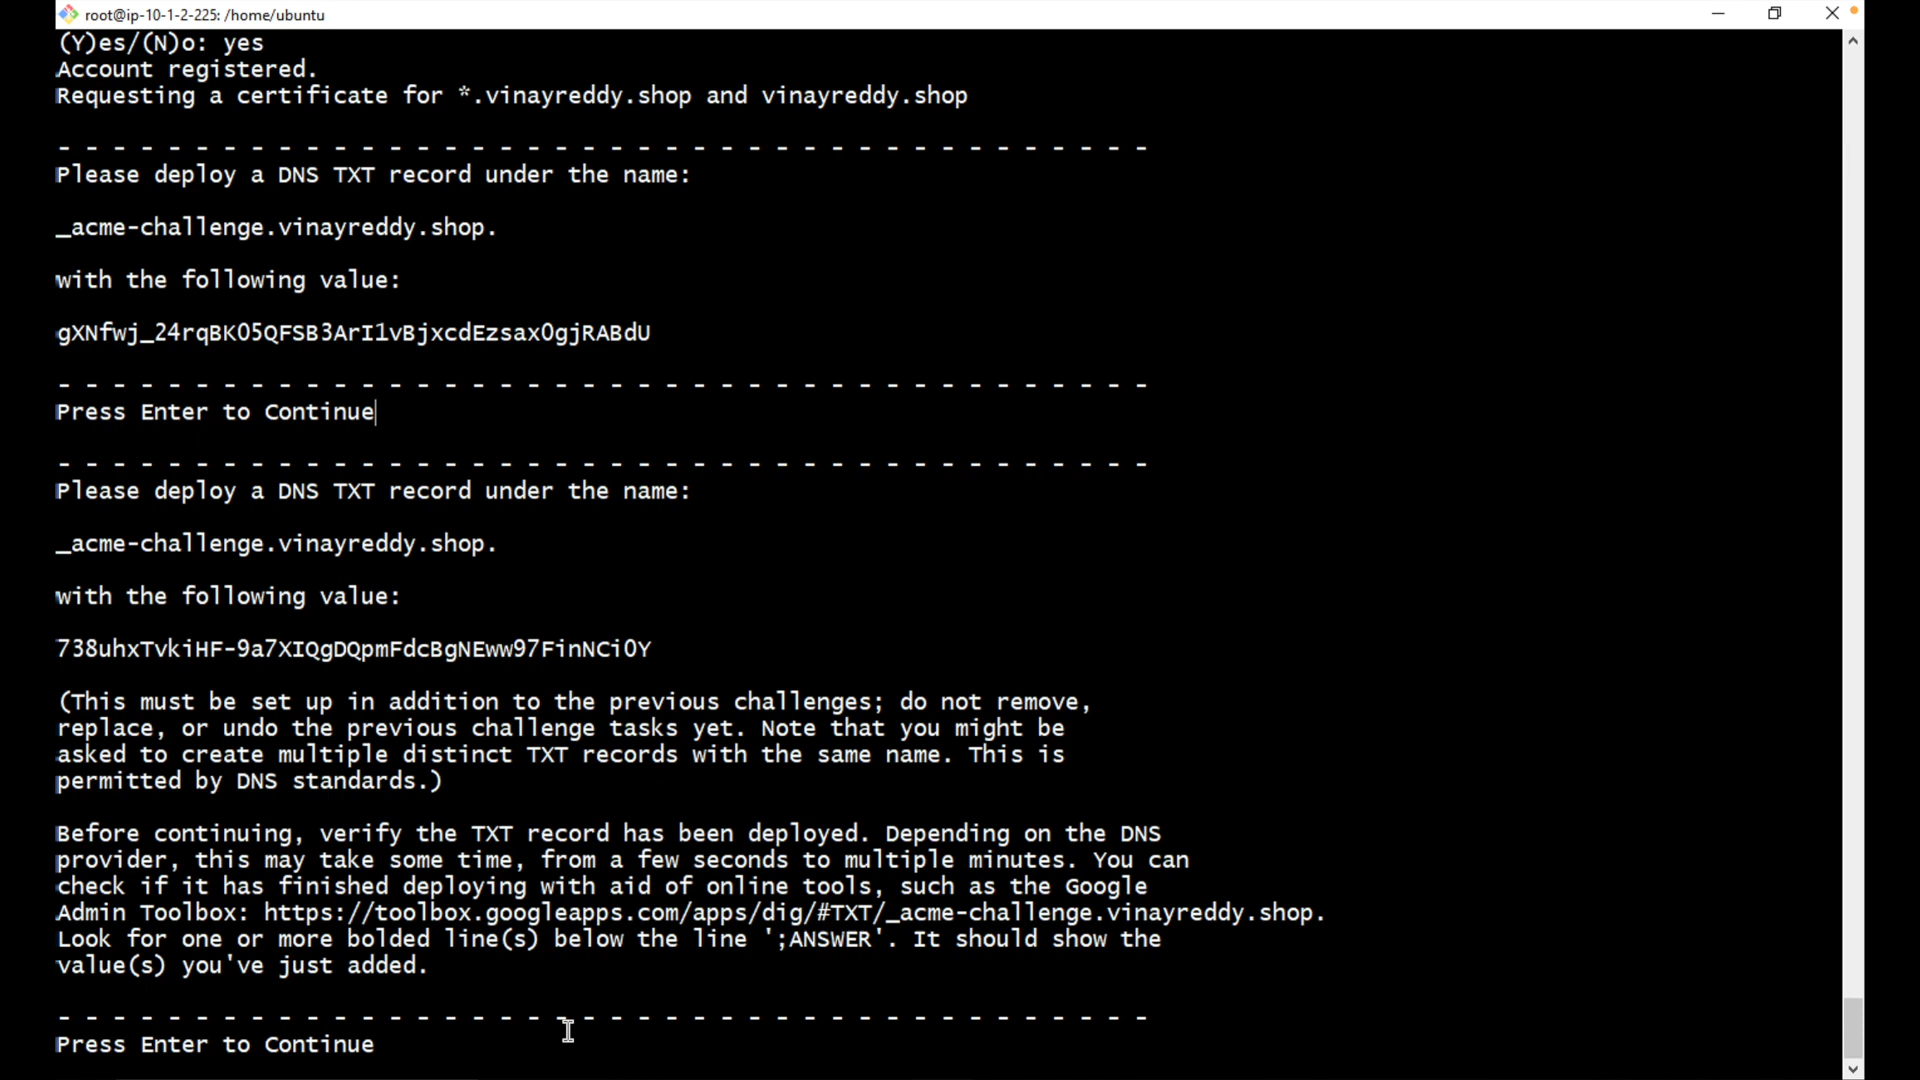 root@ip-10-1-2-225: /home/ubuntu
(Y)es/(N)o: yes
Account registered.
Requesting a certificate for *.vinayreddy.shop and vinayreddy.shop
- - - - - - - - - - - - - - - - - - - - - - - - - - - - - - - - - - - - - - - -
Please deploy a DNS TXT record under the name:
_acme-challenge.vinayreddy.shop.
with the following value:
gXNfwj_24rqBK05QFSB3ArI1vBjxcdEzsax0gjRABdU
- - - - - - - - - - - - - - - - - - - - - - - - - - - - - - - - - - - - - - - -
Press Enter to Continue
- - - - - - - - - - - - - - - - - - - - - - - - - - - - - - - - - - - - - - - -
Please deploy a DNS TXT record under the name:
_acme-challenge.vinayreddy.shop.
with the following value:
738uhxTvkiHF-9a7XIQgDQpmFdcBgNEww97FinNCi0Y
(This must be set up in addition to the previous challenges; do not remove,
replace, or undo the previous challenge tasks yet. Note that you might be
asked to create multiple distinct TXT records with the same name. This is
permitted by DNS standards.)
Before continuing, verify the TXT record has been deployed. Depending on the DNS
provider, this may take some time, from a few seconds to multiple minutes. You can
check if it has finished deploying with aid of online tools, such as the Google
Admin Toolbox: https://toolbox.googleapps.com/apps/dig/#TXT/_acme-challenge.vinayreddy.shop.
Look for one or more bolded line(s) below the line ';ANSWER'. It should show the
value(s) you've just added.
- - - - - - - - - - - - - - - - - - - - - - - - - - - - - - - - - - - - - - - -
Press Enter to Continue